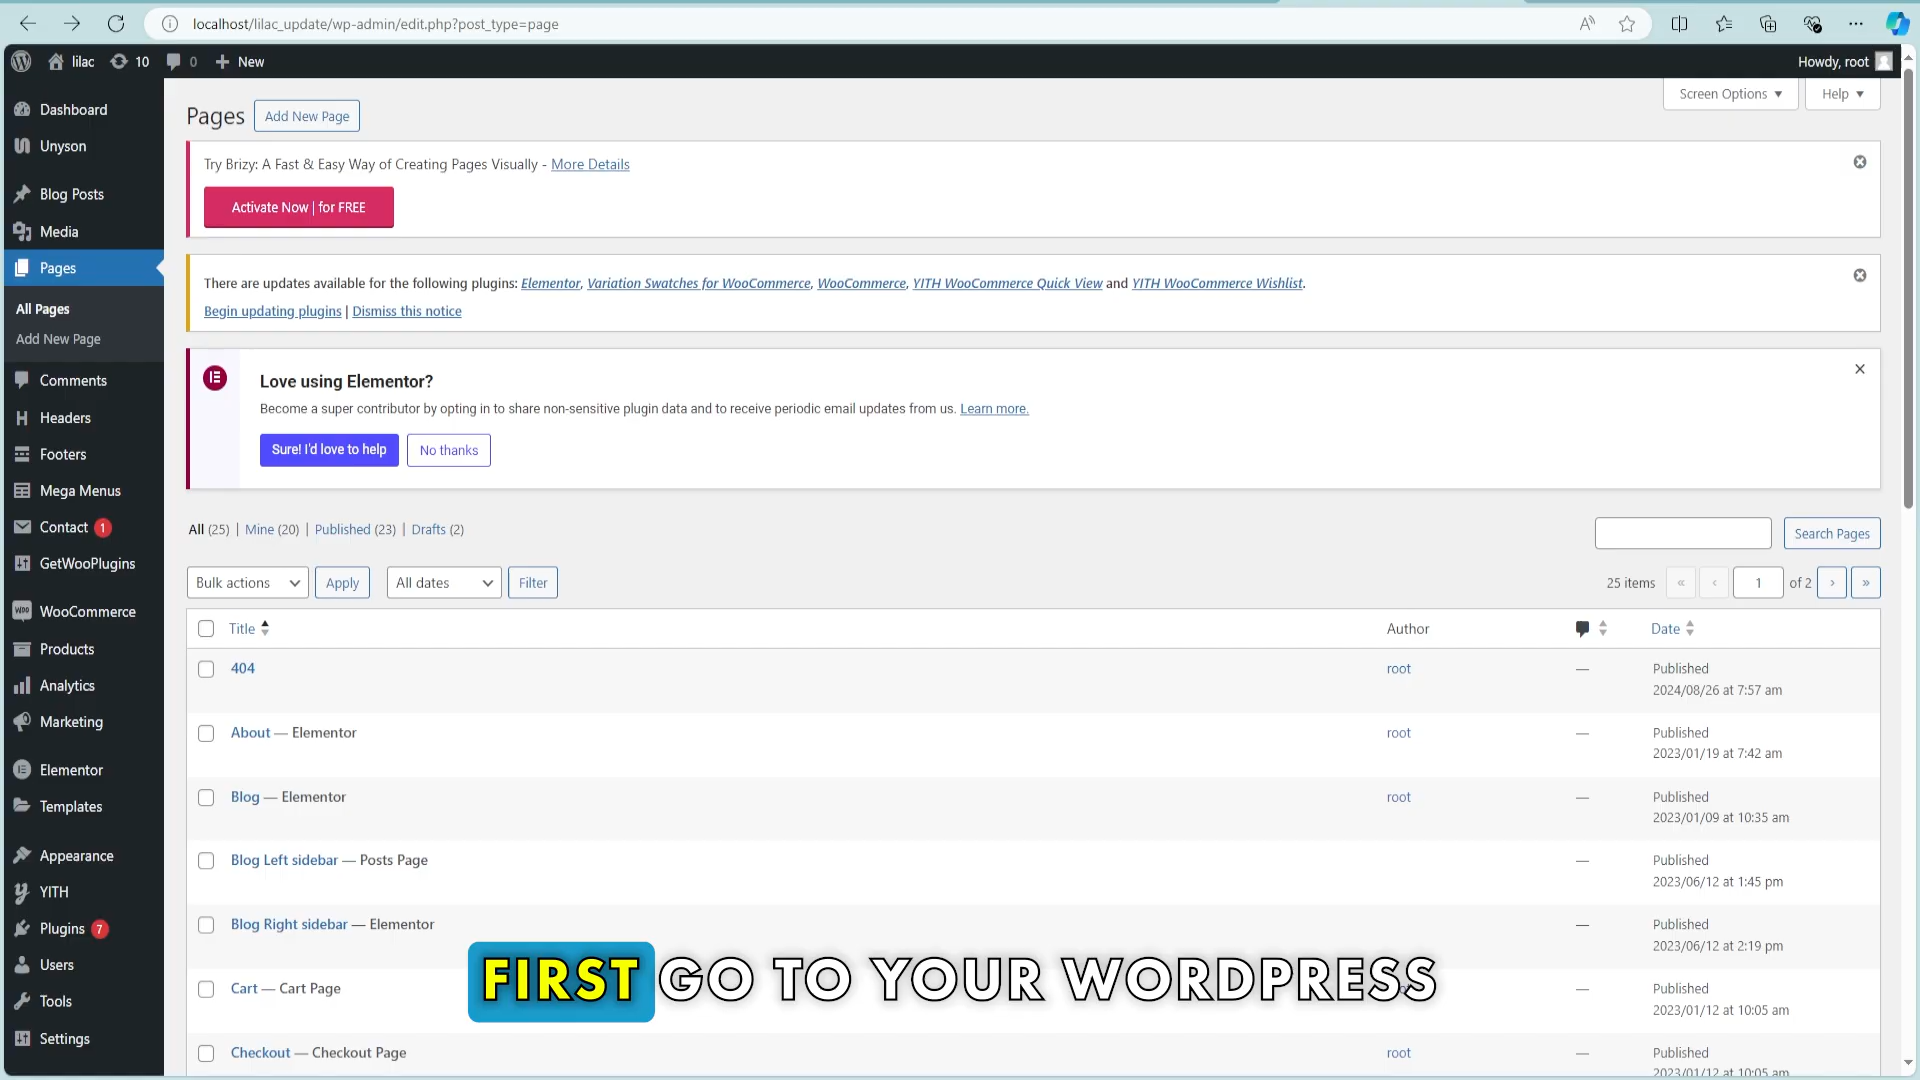 localhost/lilac_update/wp-admin/edit.php?post_type=page
lilac 10 0 New Howdy, root
Screen Options Help
Dashboard
Unyson
Blog Posts
Media
Pages
All Pages
Add New Page
Comments
Headers
Footers
Mega Menus
Contact 1
GetWooPlugins
WooCommerce
Products
Analytics
Marketing
Elementor
Templates
Appearance
YITH
Plugins 7
Users
Tools
Settings
Pages Add New Page
Try Brizy: A Fast & Easy Way of Creating Pages Visually - More Details
Activate Now | for FREE
There are updates available for the following plugins: Elementor, Variation Swatches for WooCommerce, WooCommerce, YITH WooCommerce Quick View and YITH WooCommerce Wishlist.
Begin updating plugins | Dismiss this notice
Love using Elementor?
Become a super contributor by opting in to share non-sensitive plugin data and to receive periodic email updates from us. Learn more.
Sure! I'd love to help No thanks
All (25) | Mine (20) | Published (23) | Drafts (2)
Search Pages
Bulk actions Apply All dates Filter 25 items « ‹ 1 of 2 › »
Title Author Date
404 root — Published
2024/08/26 at 7:57 am
About — Elementor root — Published
2023/01/19 at 7:42 am
Blog — Elementor root — Published
2023/01/09 at 10:35 am
Blog Left sidebar — Posts Page — Published
2023/06/12 at 1:45 pm
Blog Right sidebar — Elementor — Published
2023/06/12 at 2:19 pm
FIRST GO TO YOUR WORDPRESS
Cart — Cart Page — Published
2023/01/12 at 10:05 am
Checkout — Checkout Page root — Published
2023/01/12 at 10:05 am